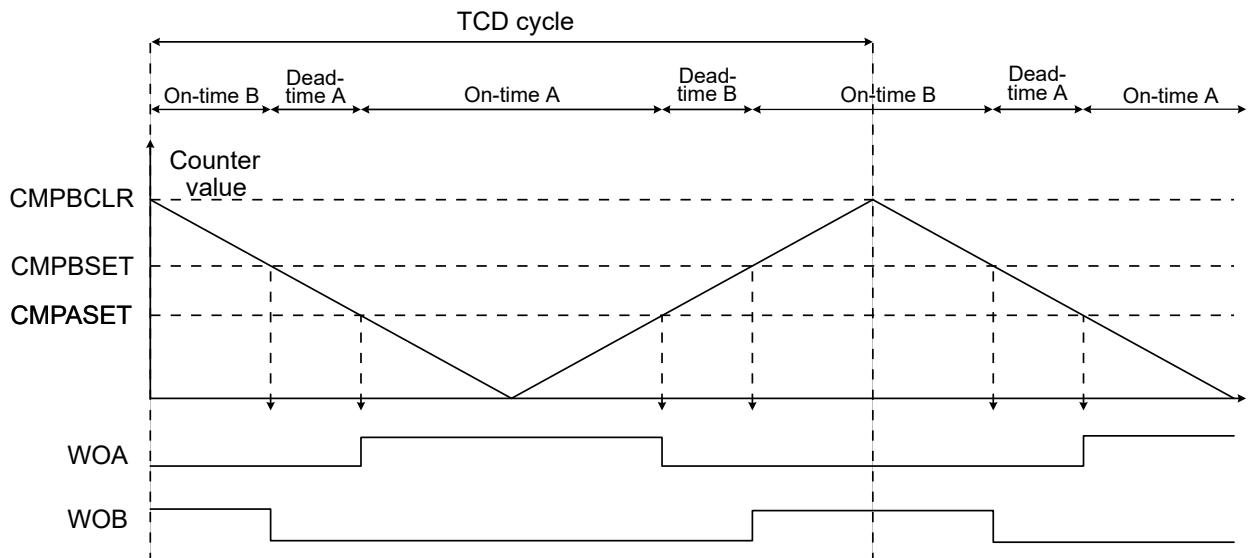 TCD cycle
On-time B
Dead-
time A
On-time A
Dead-
time B
On-time B
Dead-
time A
On-time A
Counter
value
CMPBCLR
CMPBSET
CMPASET
WOA
WOB